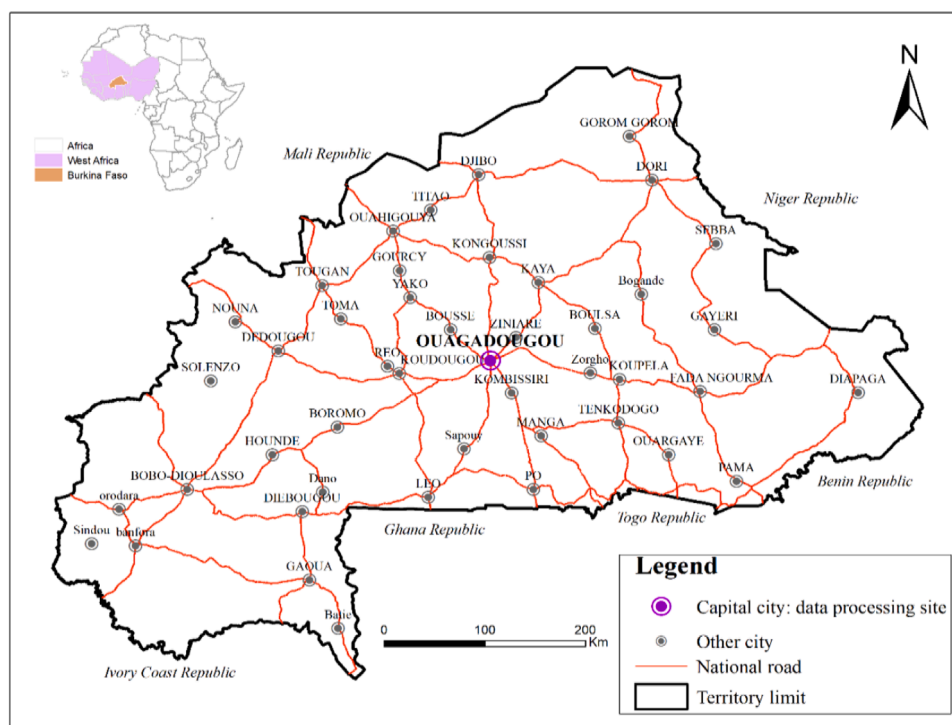 N
Africa
West Africa
Burkina Faso
Mali Republic
Niger Republic
GOROM GOROM
DJIBO
DORI
TITAO
OUAHIGOUYA
SEBBA
KONGOUSSI
GOURCY
KAYA
TOUGAN
YAKO
Bogande
NOUNA
TOMA
BOUSSE
ZINIARE
BOULSA
GAYERI
DEDOUGOU
OUAGADOUGOU
REO
KOUDOUGOU
Zorgho
KOUPELA
SOLENZO
KOMBISSIRI
FADA NGOURMA
DIAPAGA
BOROMO
MANGA
TENKODOGO
HOUNDE
Sapouy
OUARGAYE
BOBO-DIOULASSO
Dano
LEO
PO
PAMA
orodara
DIEBOUGOU
Benin Republic
Sindou
banfora
Ghana Republic
Togo Republic
GAOUA
Batie
Ivory Coast Republic
0 100 200
Km
Legend
Capital city: data processing site
Other city
National road
Territory limit